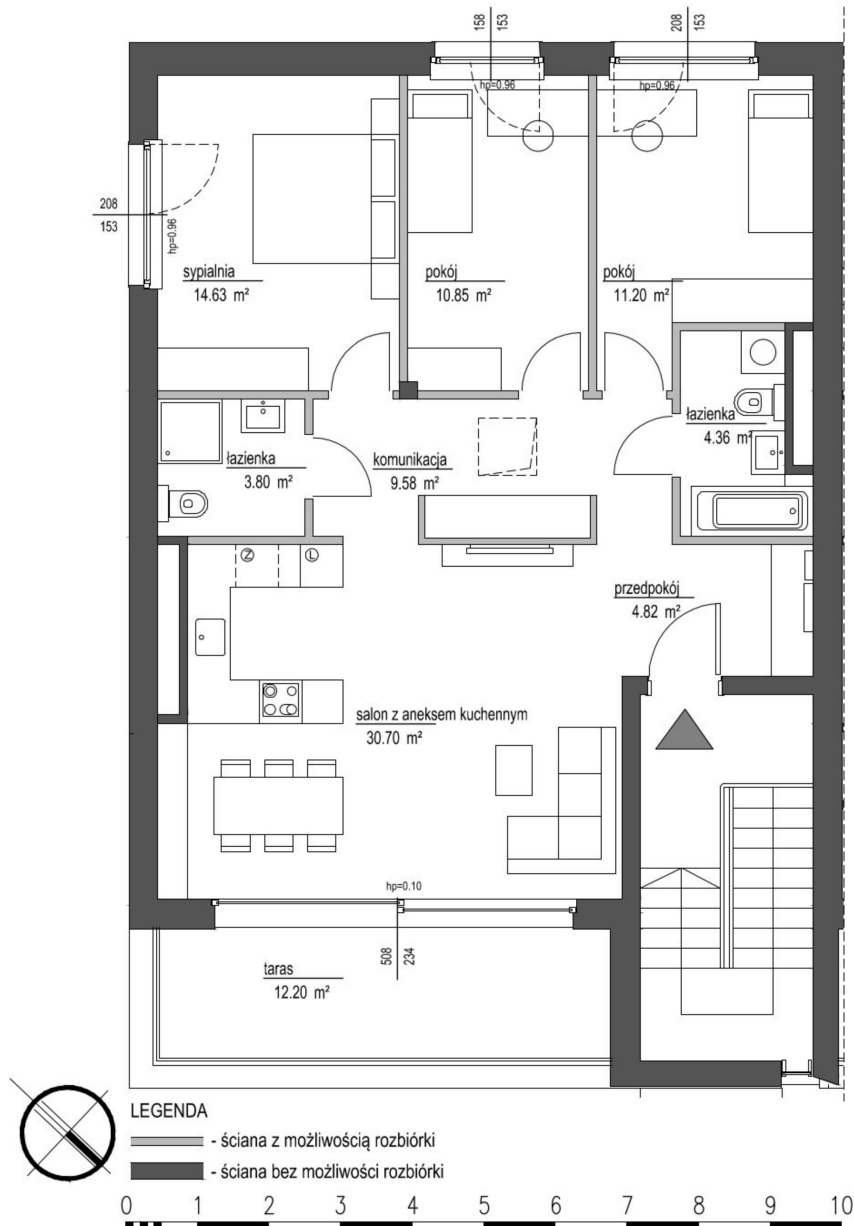 158
153
208
153
hp=0.96
hp=0.96
208
153
hp=0.96
sypialnia
14.63 m²
pokój
10.85 m²
pokój
11.20 m²
łazienka
3.80 m²
komunikacja
9.58 m²
łazienka
4.36 m²
Z
L
przedpokój
4.82 m²
salon z aneksem kuchennym
30.70 m²
hp=0.10
508
234
taras
12.20 m²
LEGENDA
- ściana z możliwością rozbiórki
- ściana bez możliwości rozbiórki
0 1 2 3 4 5 6 7 8 9 10